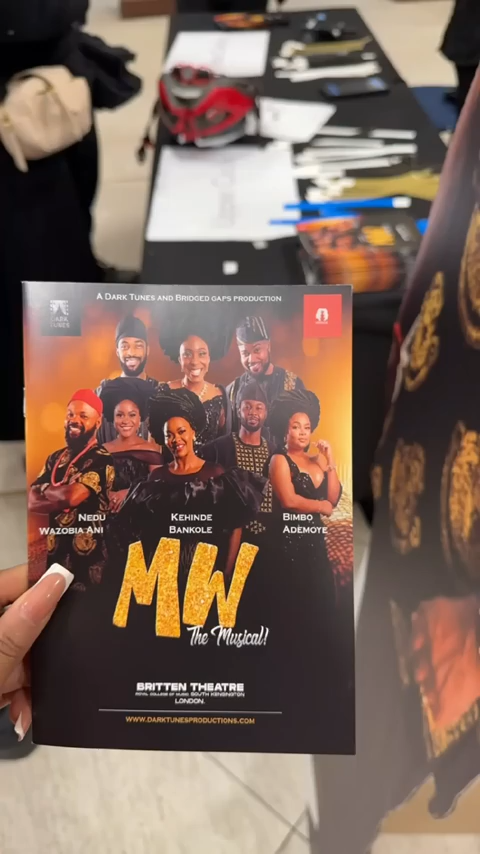 A DARK TUNES AND BRIDGED GAPS PRODUCTION
DARK
TUNES
NEDU
WAZOBIA ANI
KEHINDE
BANKOLE
BIMBO
ADEMOYE
MW
The Musical!
BRITTEN THEATRE
ROYAL COLLEGE OF MUSIC, SOUTH KENSINGTON
LONDON.
WWW.DARKTUNESPRODUCTIONS.COM